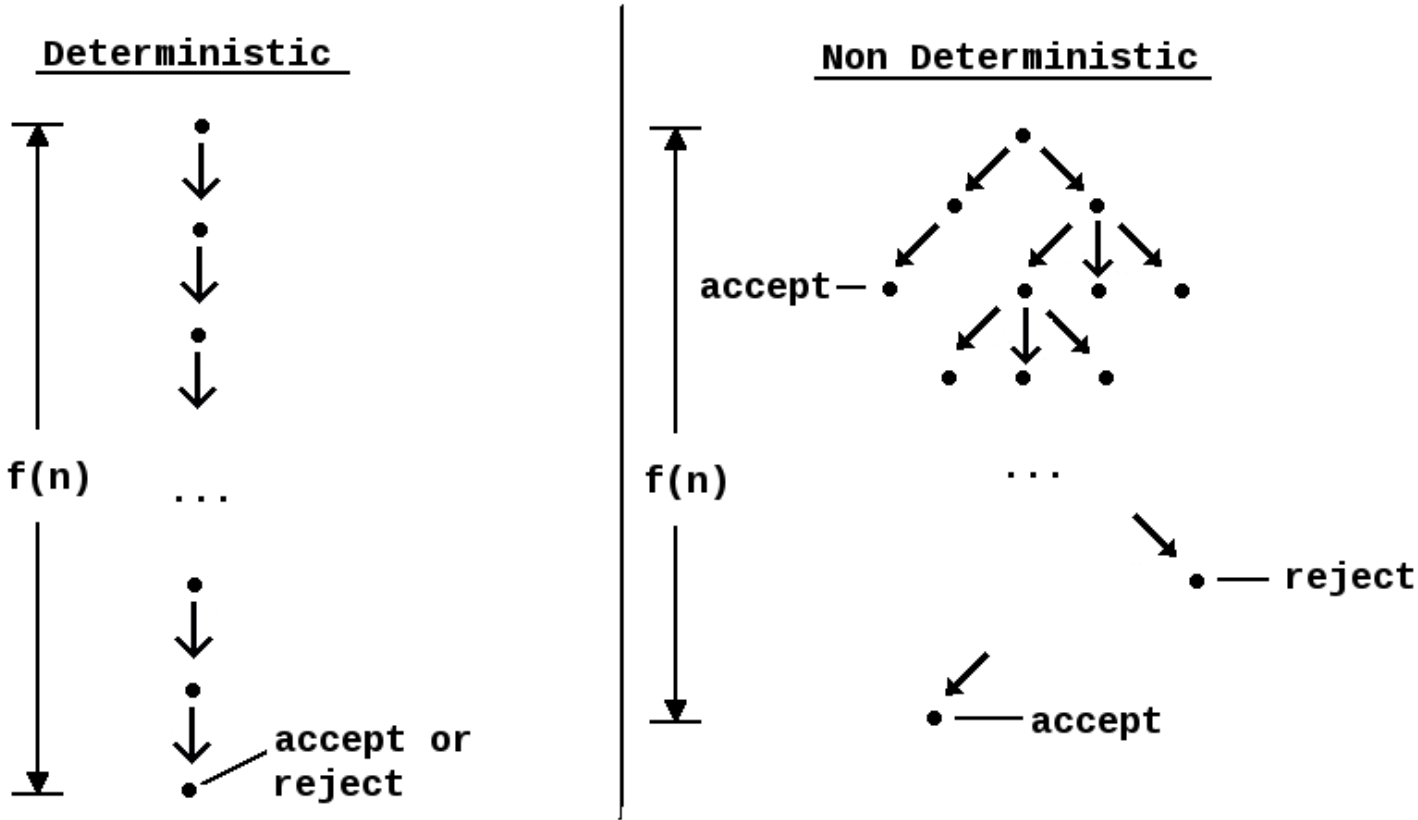 Deterministic
f(n)
...
accept or
reject
Non Deterministic
accept
f(n)
...
reject
accept